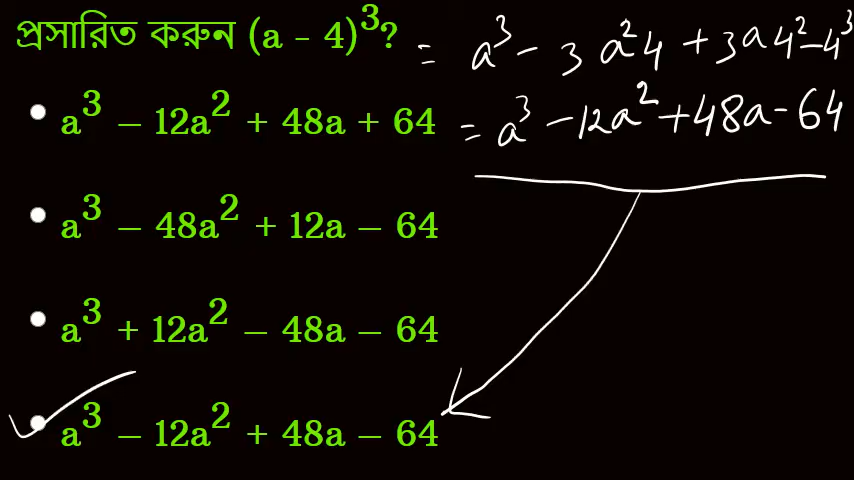 প্রসারিত করুন (a - 4)³? = a³ - 3a²4 + 3a4² - 4³
a³ – 12a² + 48a + 64 = a³ - 12a² + 48a - 64
a³ – 48a² + 12a – 64
a³ + 12a² – 48a – 64
a³ – 12a² + 48a – 64